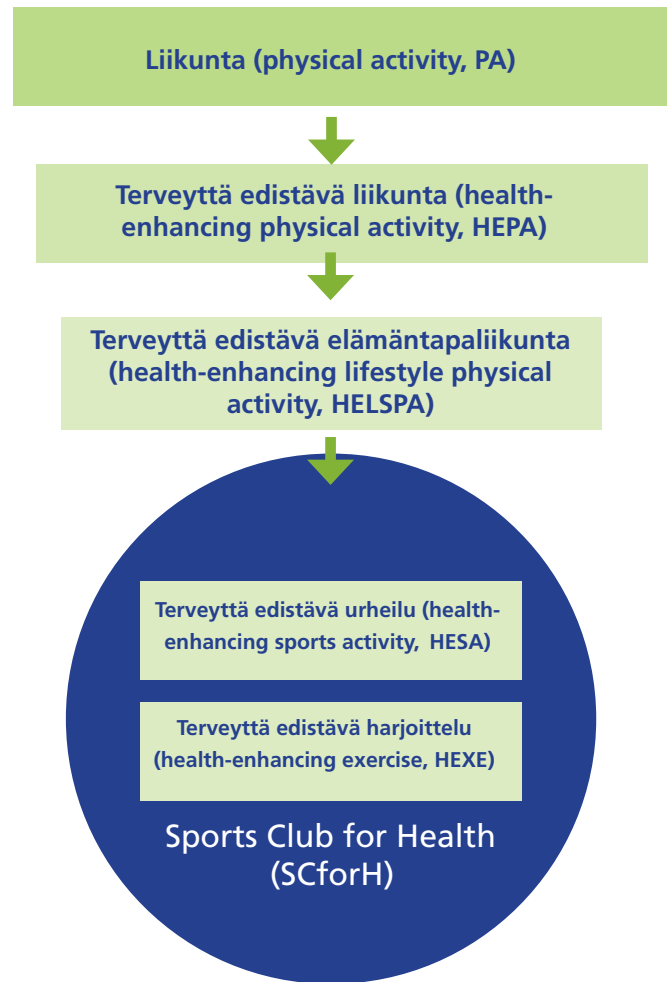 Liikunta (physical activity, PA)
Terveyttä edistävä liikunta (health-
enhancing physical activity, HEPA)
Terveyttä edistävä elämäntapaliikunta
(health-enhancing lifestyle physical
activity, HELSPA)
Terveyttä edistävä urheilu (health-
enhancing sports activity, HESA)
Terveyttä edistävä harjoittelu
(health-enhancing exercise, HEXE)
Sports Club for Health
(SCforH)